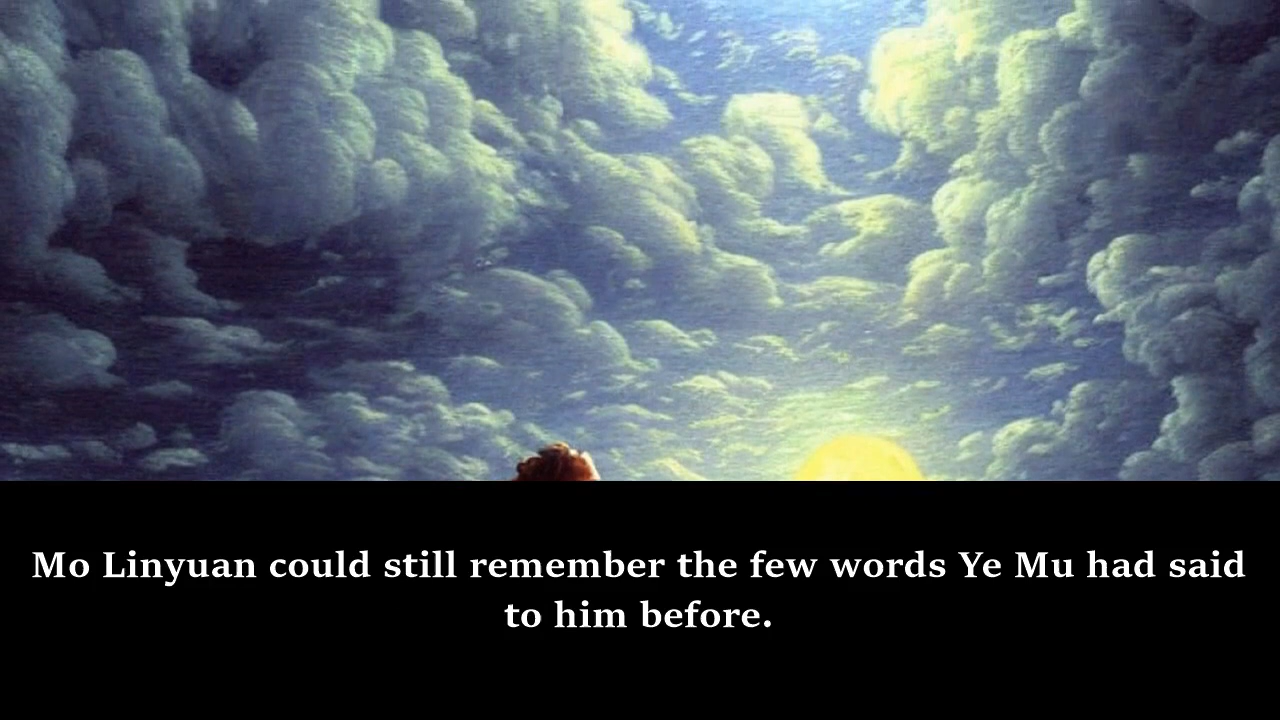 Mo Linyuan could still remember the few words Ye Mu had said
to him before.